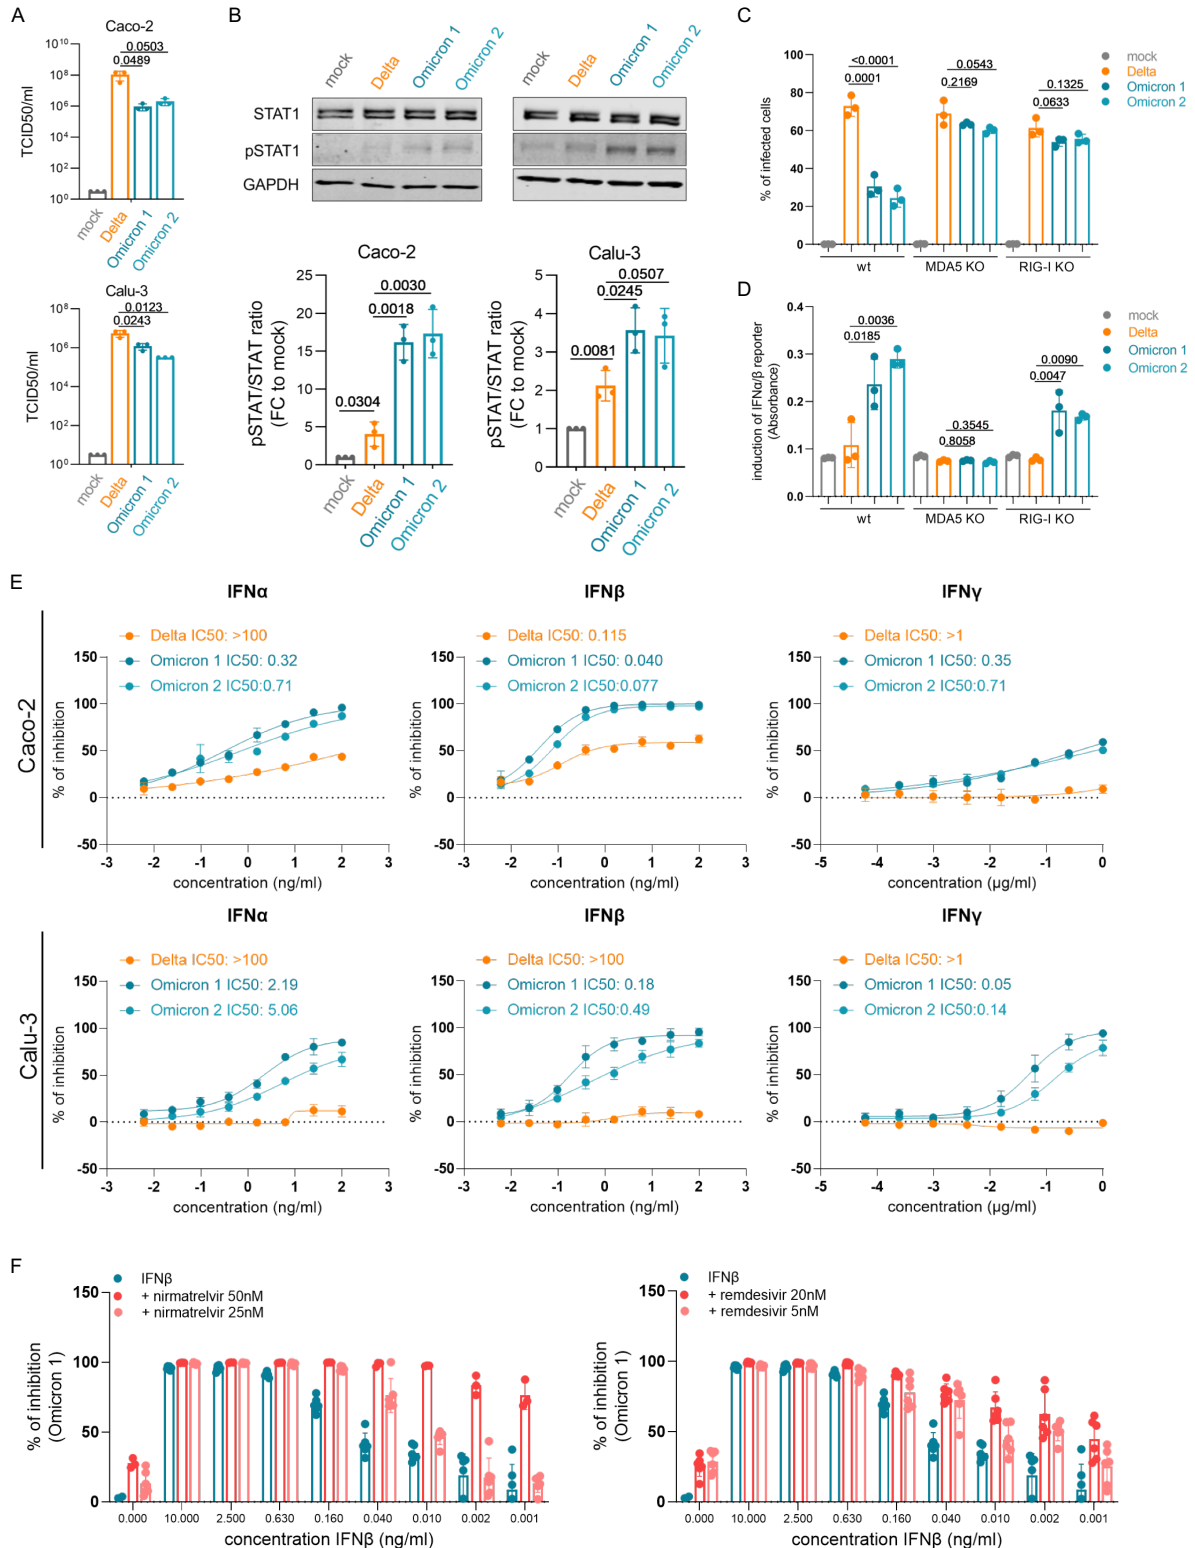 A
Caco-2
TCID50/ml
10¹⁰
10⁸
10⁶
10⁴
10²
10⁰
0.0503
0.0489
mock
Delta
Omicron 1
Omicron 2
Calu-3
TCID50/ml
10⁸
10⁶
10⁴
10²
10⁰
0.0123
0.0243
mock
Delta
Omicron 1
Omicron 2
B
mock
Delta
Omicron 1
Omicron 2
mock
Delta
Omicron 1
Omicron 2
STAT1
pSTAT1
GAPDH
Caco-2
pSTAT/STAT ratio
(FC to mock)
25
20
15
10
5
0
0.0030
0.0018
0.0304
mock
Delta
Omicron 1
Omicron 2
Calu-3
pSTAT/STAT ratio
(FC to mock)
5
4
3
2
1
0
0.0507
0.0245
0.0081
mock
Delta
Omicron 1
Omicron 2
C
% of infected cells
100
80
60
40
20
0
<0.0001
0.0001
0.0543
0.2169
0.1325
0.0633
wt
MDA5 KO
RIG-I KO
mock
Delta
Omicron 1
Omicron 2
D
induction of IFNα/β reporter
(Absorbance)
0.4
0.3
0.2
0.1
0.0
0.0036
0.0185
0.3545
0.8058
0.0090
0.0047
wt
MDA5 KO
RIG-I KO
mock
Delta
Omicron 1
Omicron 2
E
Caco-2
IFNα
Delta IC50: >100
Omicron 1 IC50: 0.32
Omicron 2 IC50:0.71
% of inhibition
150
100
50
0
-50
-3 -2 -1 0 1 2 3
concentration (ng/ml)
IFNβ
Delta IC50: 0.115
Omicron 1 IC50: 0.040
Omicron 2 IC50:0.077
% of inhibition
150
100
50
0
-50
-3 -2 -1 0 1 2 3
concentration (ng/ml)
IFNγ
Delta IC50: >1
Omicron 1 IC50: 0.35
Omicron 2 IC50:0.71
% of inhibition
150
100
50
0
-50
-5 -4 -3 -2 -1 0
concentration (µg/ml)
Calu-3
IFNα
Delta IC50: >100
Omicron 1 IC50: 2.19
Omicron 2 IC50: 5.06
% of inhibition
150
100
50
0
-50
-3 -2 -1 0 1 2 3
concentration (ng/ml)
IFNβ
Delta IC50: >100
Omicron 1 IC50: 0.18
Omicron 2 IC50:0.49
% of inhibition
150
100
50
0
-50
-3 -2 -1 0 1 2 3
concentration (ng/ml)
IFNγ
Delta IC50: >1
Omicron 1 IC50: 0.05
Omicron 2 IC50:0.14
% of inhibition
150
100
50
0
-50
-5 -4 -3 -2 -1 0
concentration (µg/ml)
F
IFNβ
+ nirmatrelvir 50nM
+ nirmatrelvir 25nM
% of inhibition
(Omicron 1)
150
100
50
0
0.000 10.000 2.500 0.630 0.160 0.040 0.010 0.002 0.001
concentration IFNβ (ng/ml)
IFNβ
+ remdesivir 20nM
+ remdesivir 5nM
% of inhibition
(Omicron 1)
150
100
50
0
0.000 10.000 2.500 0.630 0.160 0.040 0.010 0.002 0.001
concentration IFNβ (ng/ml)